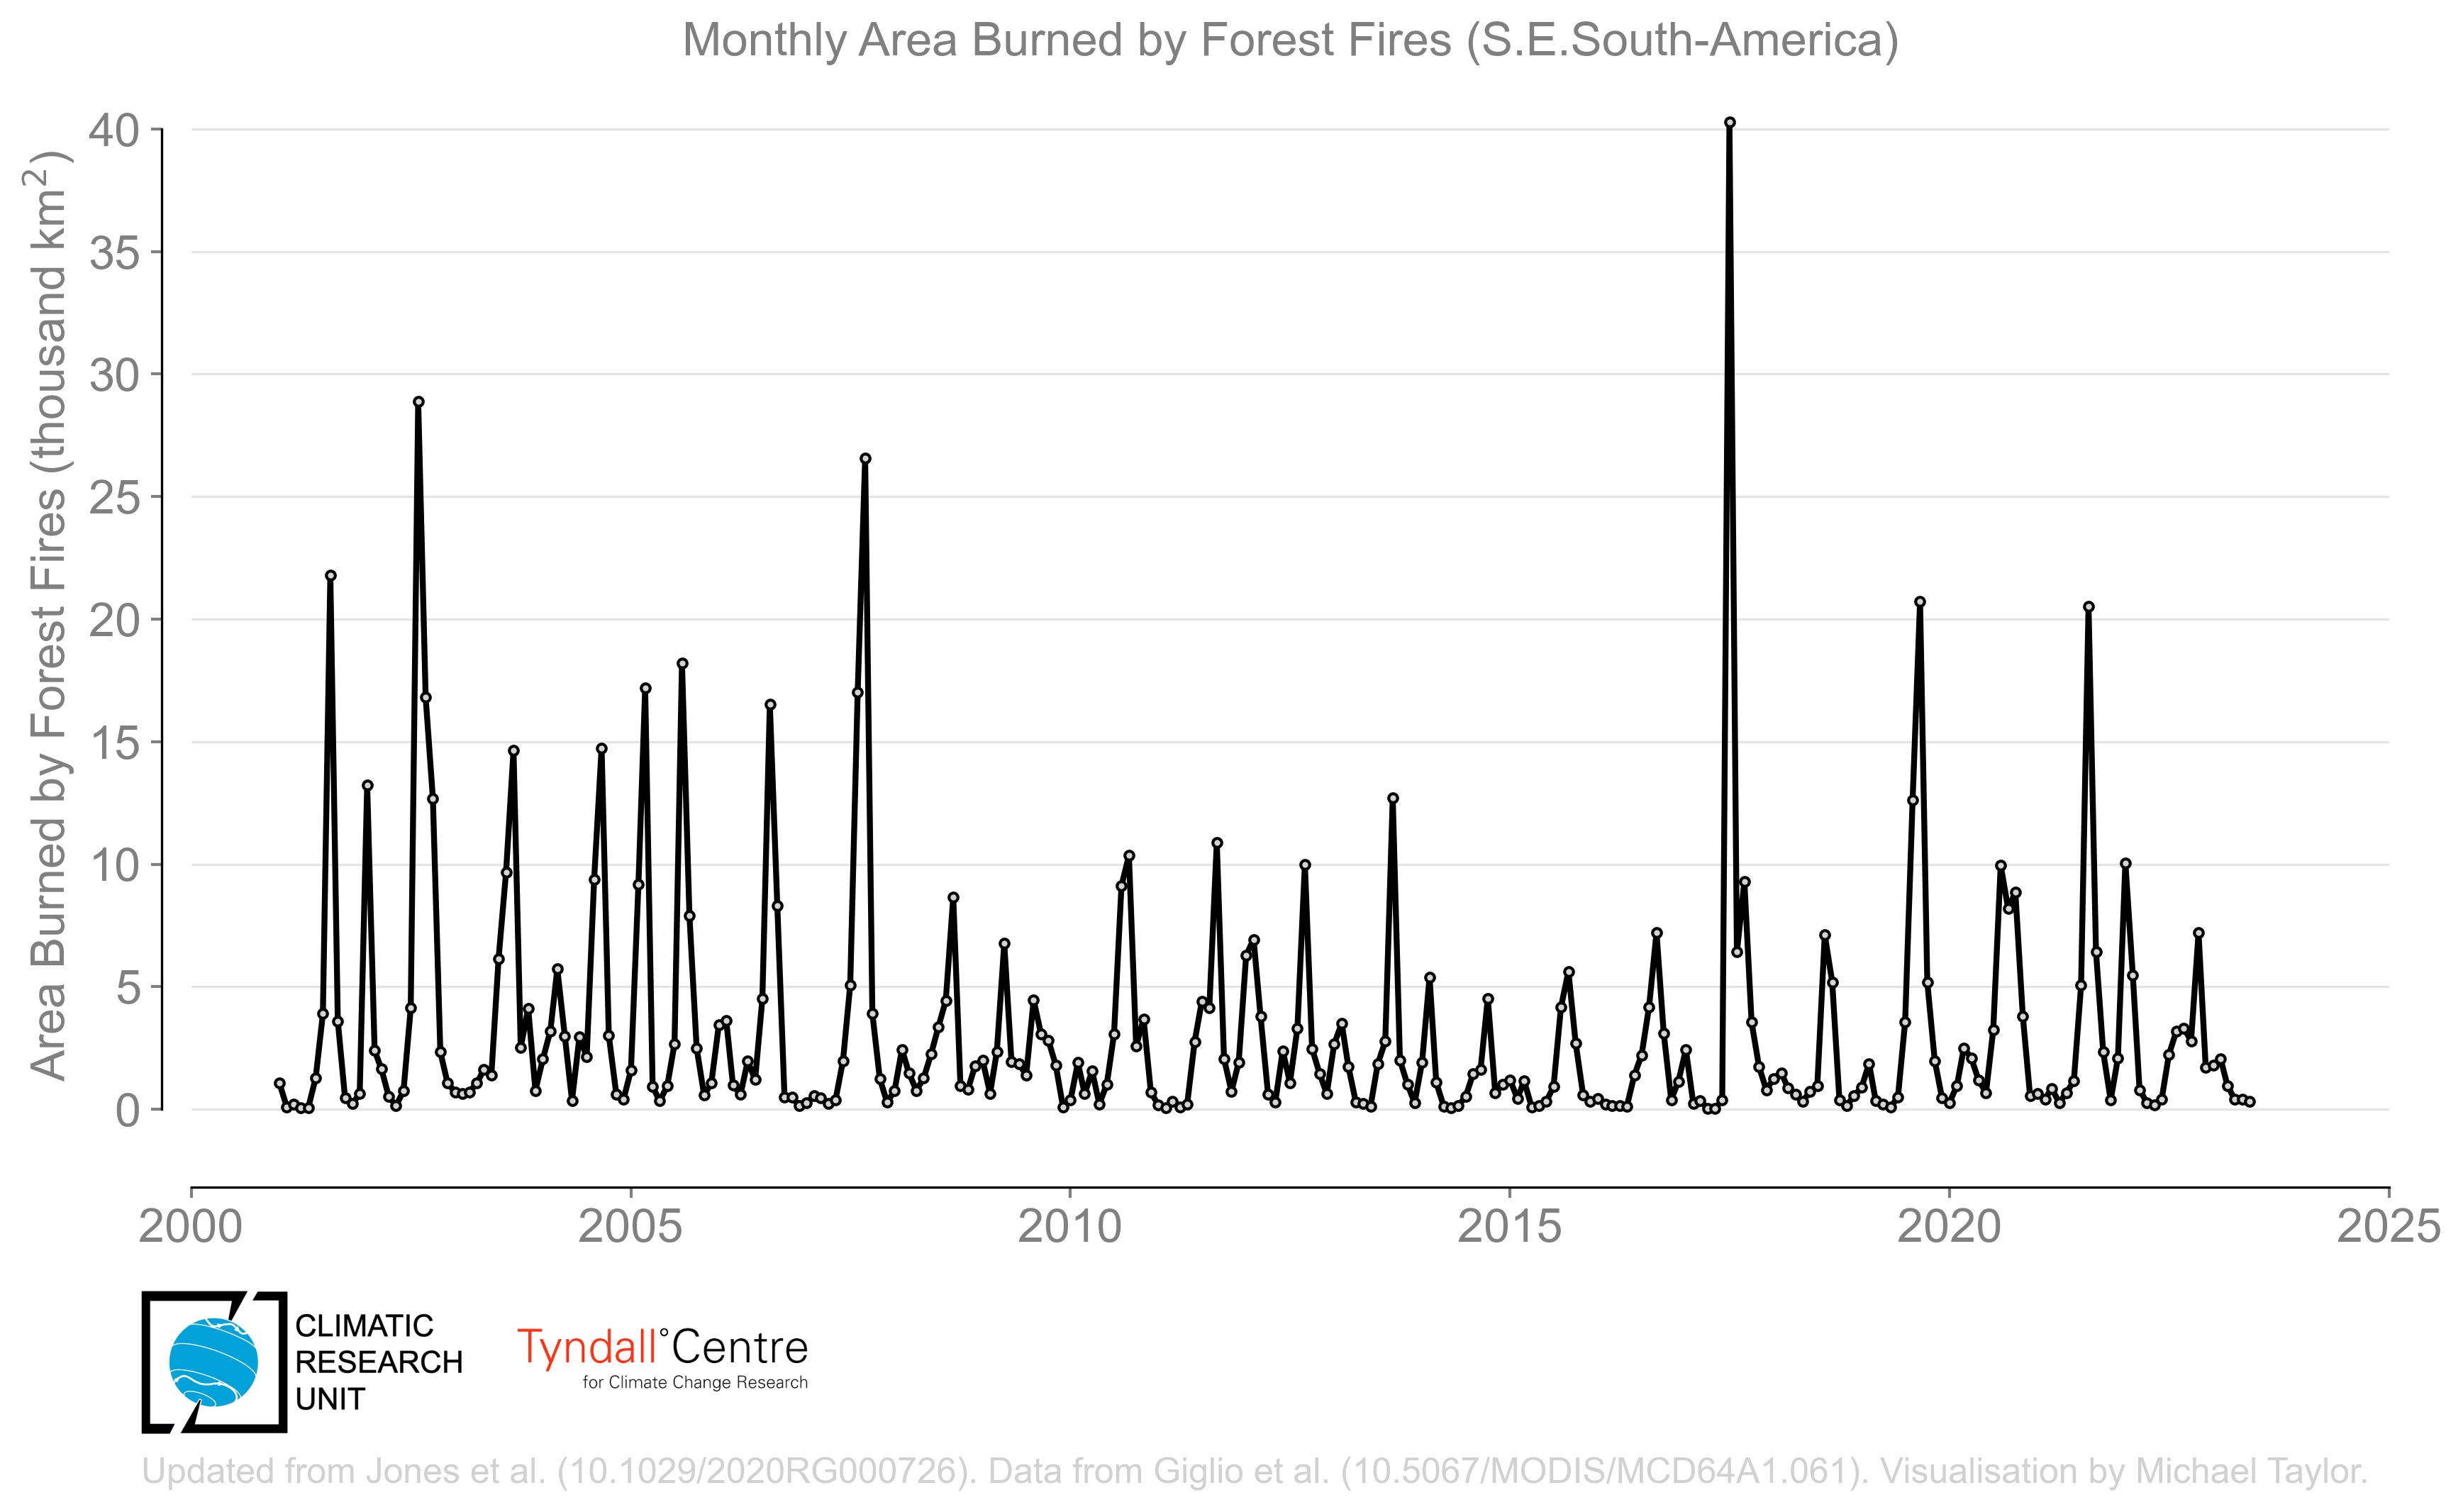 Monthly Area Burned by Forest Fires (S.E.South-America)
Area Burned by Forest Fires (thousand km²)
40
35
30
25
20
15
10
5
0
2000 2005 2010 2015 2020 2025
CLIMATIC
RESEARCH
UNIT
Tyndall°Centre
for Climate Change Research
Updated from Jones et al. (10.1029/2020RG000726). Data from Giglio et al. (10.5067/MODIS/MCD64A1.061). Visualisation by Michael Taylor.